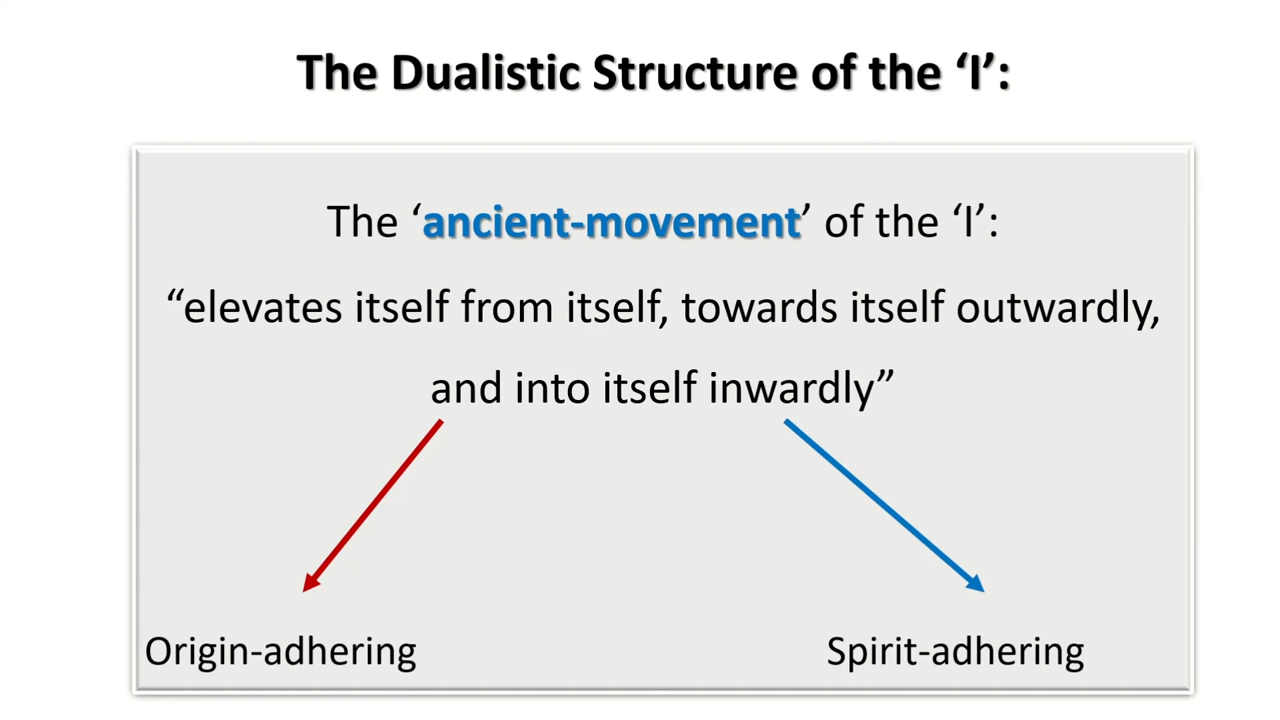 The Dualistic Structure of the ‘I’:
The ‘ancient-movement’ of the ‘I’:
“elevates itself from itself, towards itself outwardly,
and into itself inwardly”
Origin-adhering
Spirit-adhering